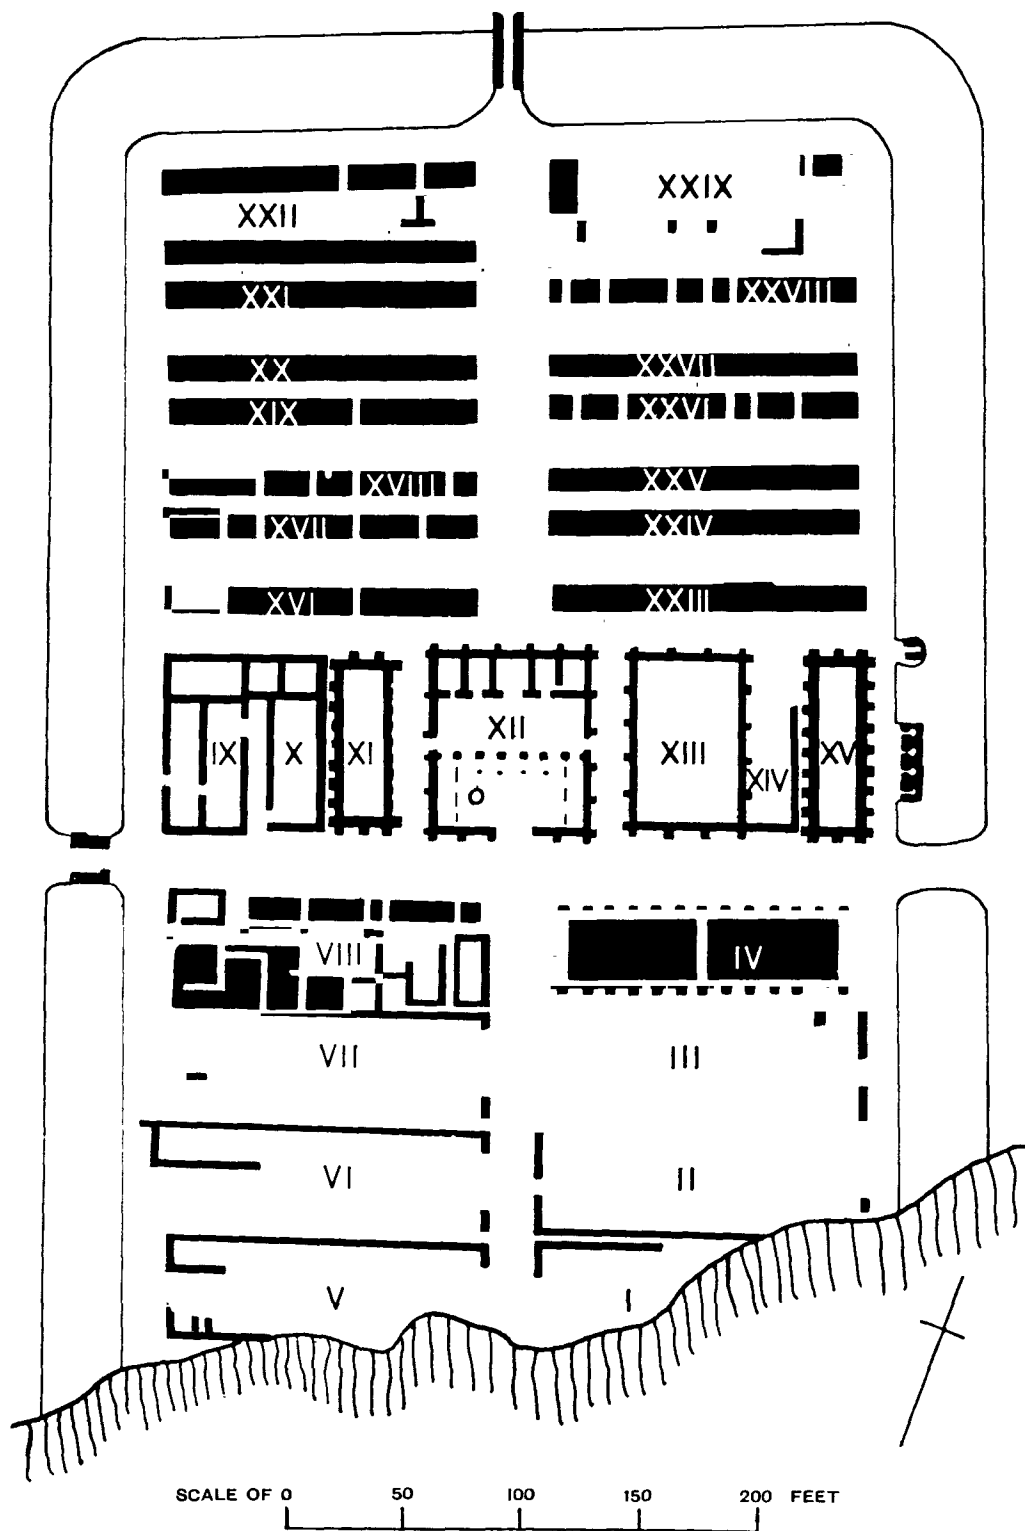 XXII XXIX
XXI XXVIII
XX XXVII
XIX XXVI
XVIII XXV
XVII XXIV
XVI XXIII
IX X XI XII XIII XIV XV
VIII IV
VII III
VI II
V I
SCALE OF 0 50 100 150 200 FEET